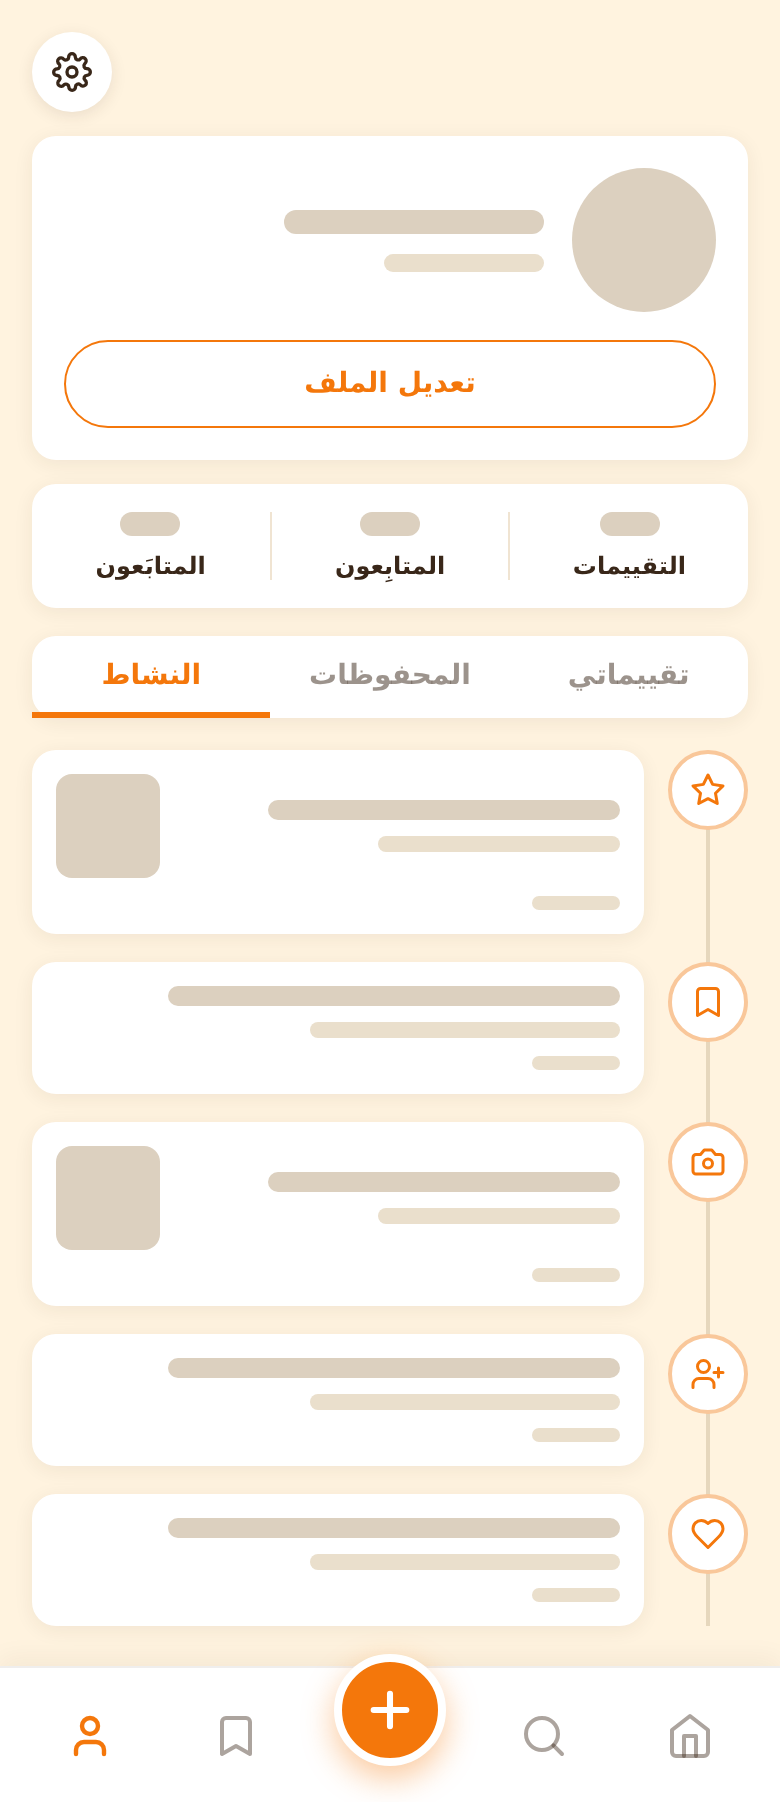 تعديل الملف
التقييمات
المتابِعون
المتابَعون
تقييماتي
المحفوظات
النشاط